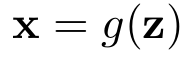 𝐱 = g(𝐳)